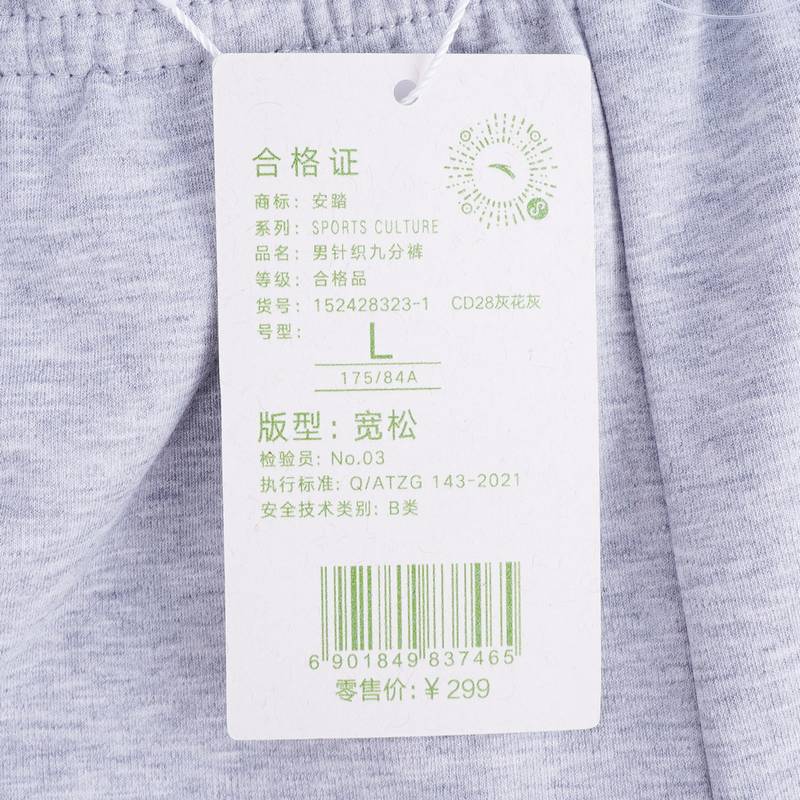 合格证
商标：安踏
系列：SPORTS CULTURE
品名：男针织九分裤
等级：合格品
货号：152428323-1 CD28灰花灰
号型：L
175/84A
版型：宽松
检验员：No.03
执行标准：Q/ATZG 143-2021
安全技术类别：B类
6 901849 837465
零售价：¥ 299